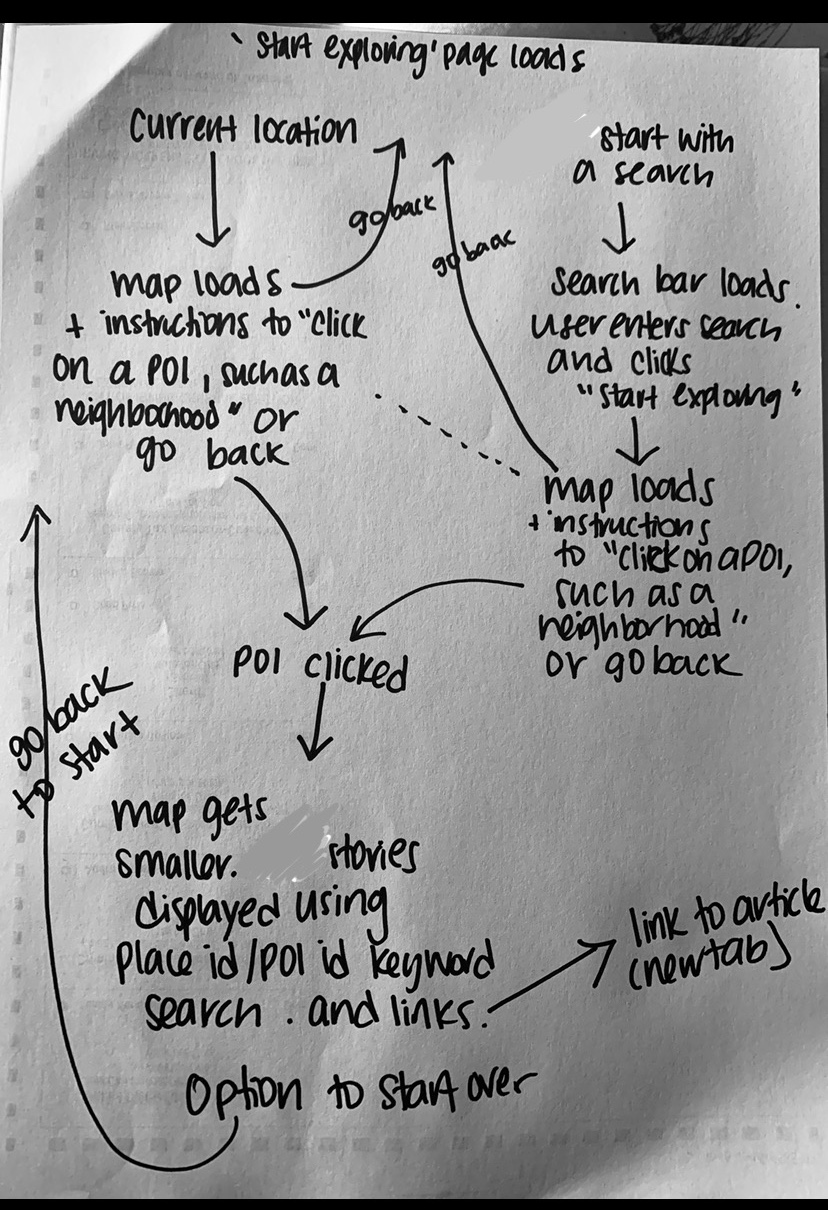 'Start exploring' page loads
Current location
go back
map loads
+ instructions to "Click
on a POI, such as a
neighborhood" or
go back
start with
a search
search bar loads.
user enters search
and clicks
"start exploring"
go baac
map loads
+ instructions
to "click on a POI,
such as a
neighborhood"
or go back
POI clicked
go back
to start
map gets
smaller. stories
displayed using
place id/POI id keyword
search. and links.
link to article
(new tab)
Option to start over